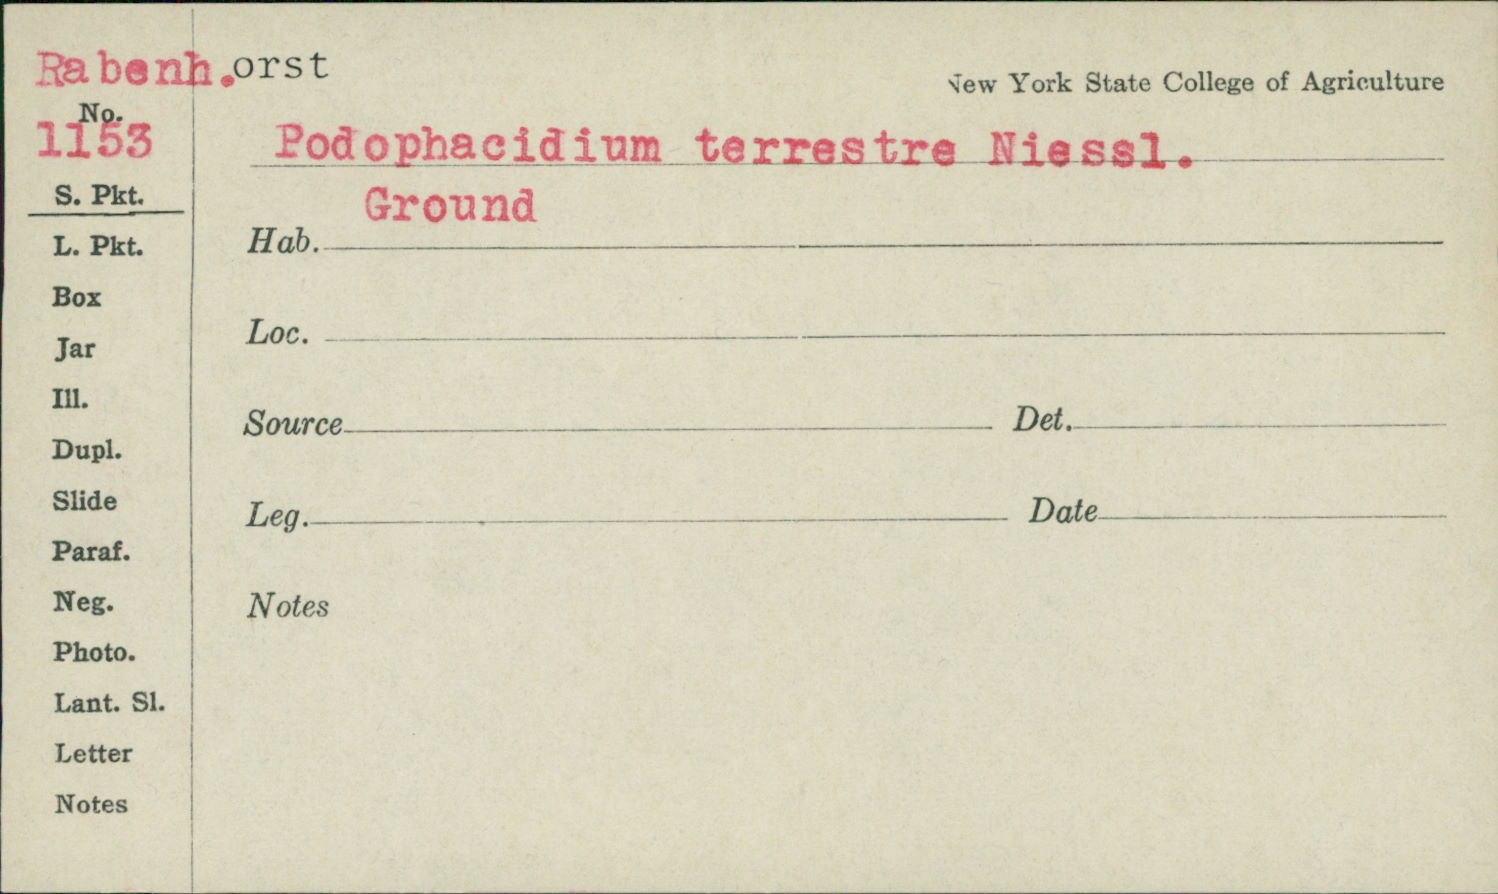 Rabenh.orst
New York State College of Agriculture
No.
1153
Podophacidium terrestre Niessl.
S. Pkt.
Ground
L. Pkt.
Hab.
Box
Loc.
Jar
Ill.
Source Det.
Dupl.
Slide
Leg. Date
Paraf.
Neg.
Notes
Photo.
Lant. Sl.
Letter
Notes